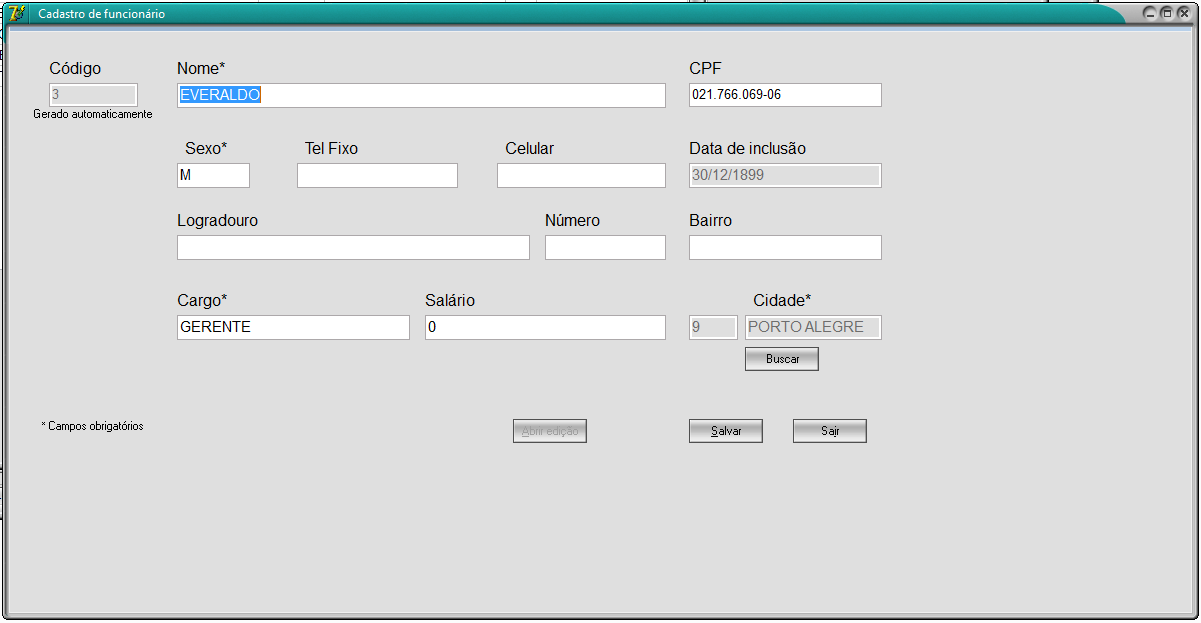 Cadastro de funcionário
Código Nome* CPF
3 EVERALDO 021.766.069-06
Gerado automaticamente
Sexo* Tel Fixo Celular Data de inclusão
M 30/12/1899
Logradouro Número Bairro
Cargo* Salário Cidade*
GERENTE 0 9 PORTO ALEGRE
Buscar
* Campos obrigatórios Abrir edição Salvar Sair